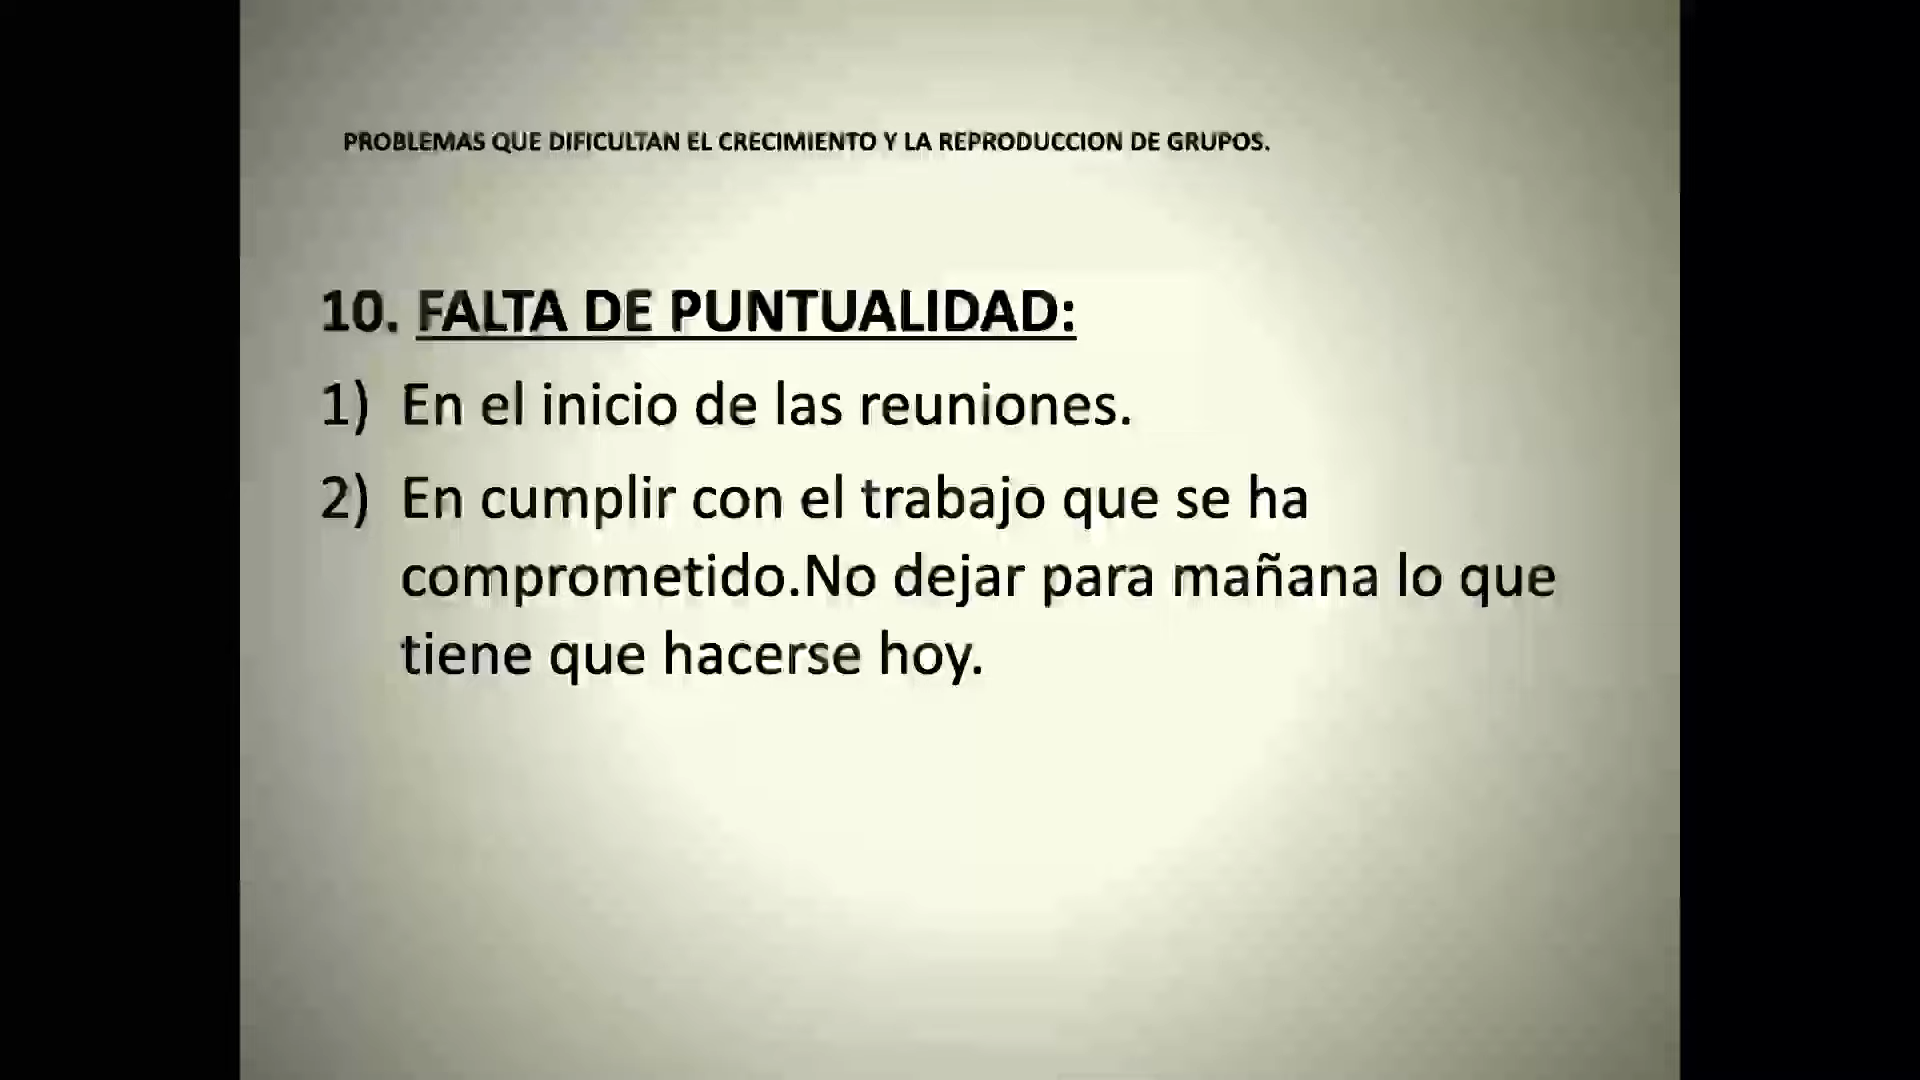 PROBLEMAS QUE DIFICULTAN EL CRECIMIENTO Y LA REPRODUCCION DE GRUPOS.
10. FALTA DE PUNTUALIDAD:
1) En el inicio de las reuniones.
2) En cumplir con el trabajo que se ha
comprometido.No dejar para mañana lo que
tiene que hacerse hoy.